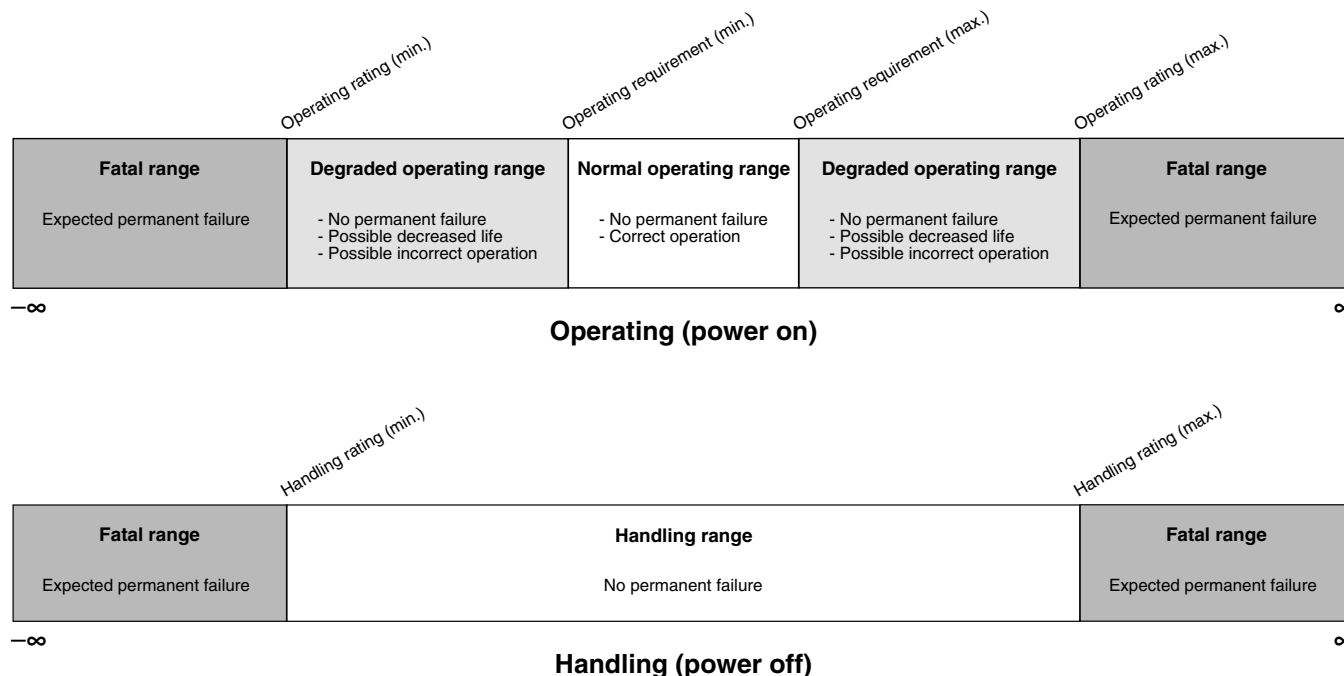 Operating rating (min.)
Operating requirement (min.)
Operating requirement (max.)
Operating rating (max.)
Fatal range
Expected permanent failure
Degraded operating range
- No permanent failure
- Possible decreased life
- Possible incorrect operation
Normal operating range
- No permanent failure
- Correct operation
Degraded operating range
- No permanent failure
- Possible decreased life
- Possible incorrect operation
Fatal range
Expected permanent failure
–∞
∞
Operating (power on)
Handling rating (min.)
Handling rating (max.)
Fatal range
Expected permanent failure
Handling range
No permanent failure
Fatal range
Expected permanent failure
–∞
∞
Handling (power off)